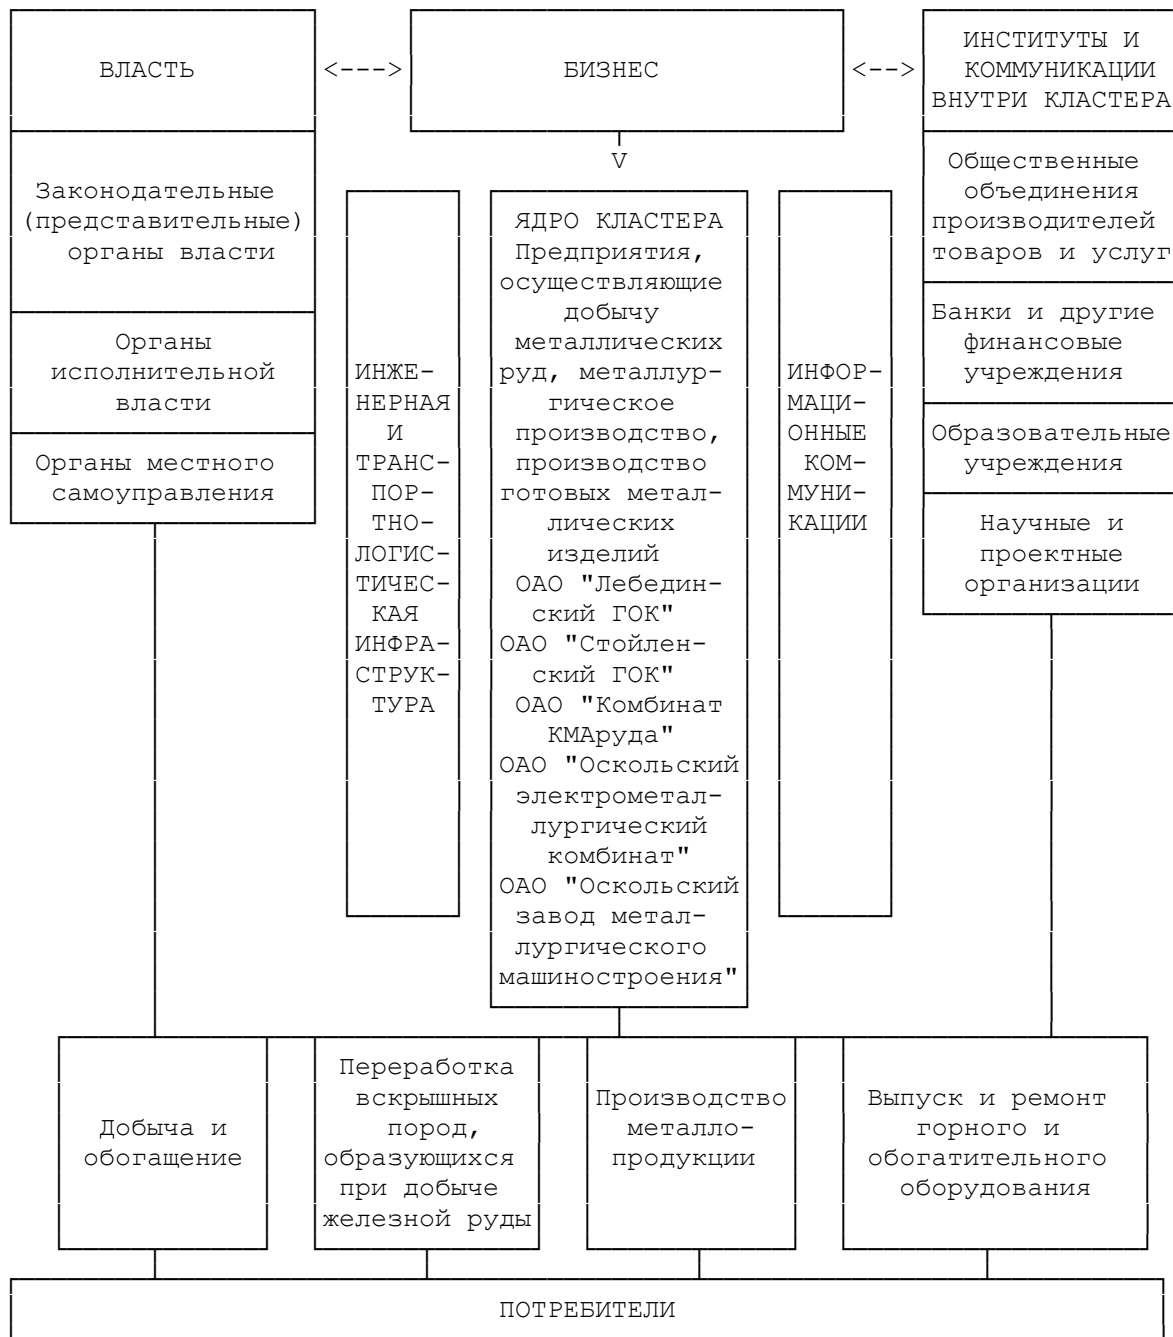 ВЛАСТЬ
<--->
БИЗНЕС
<-->
ИНСТИТУТЫ И
КОММУНИКАЦИИ
ВНУТРИ КЛАСТЕРА
V
Законодательные
(представительные)
органы власти
Органы
исполнительной
власти
Органы местного
самоуправления
ИНЖЕ-
НЕРНАЯ
И
ТРАНС-
ПОР-
ТНО-
ЛОГИС-
ТИЧЕС-
КАЯ
ИНФРА-
СТРУК-
ТУРА
ЯДРО КЛАСТЕРА
Предприятия,
осуществляющие
добычу
металлических
руд, металлур-
гическое
производство,
производство
готовых метал-
лических
изделий
ОАО "Лебедин-
ский ГОК"
ОАО "Стойлен-
ский ГОК"
ОАО "Комбинат
КМАруда"
ОАО "Оскольский
электрометал-
лургический
комбинат"
ОАО "Оскольский
завод метал-
лургического
машиностроения"
ИНФОР-
МАЦИ-
ОННЫЕ
КОМ-
МУНИ-
КАЦИИ
Общественные
объединения
производителей
товаров и услуг
Банки и другие
финансовые
учреждения
Образовательные
учреждения
Научные и
проектные
организации
Добыча и
обогащение
Переработка
вскрышных
пород,
образующихся
при добыче
железной руды
Производство
металло-
продукции
Выпуск и ремонт
горного и
обогатительного
оборудования
ПОТРЕБИТЕЛИ